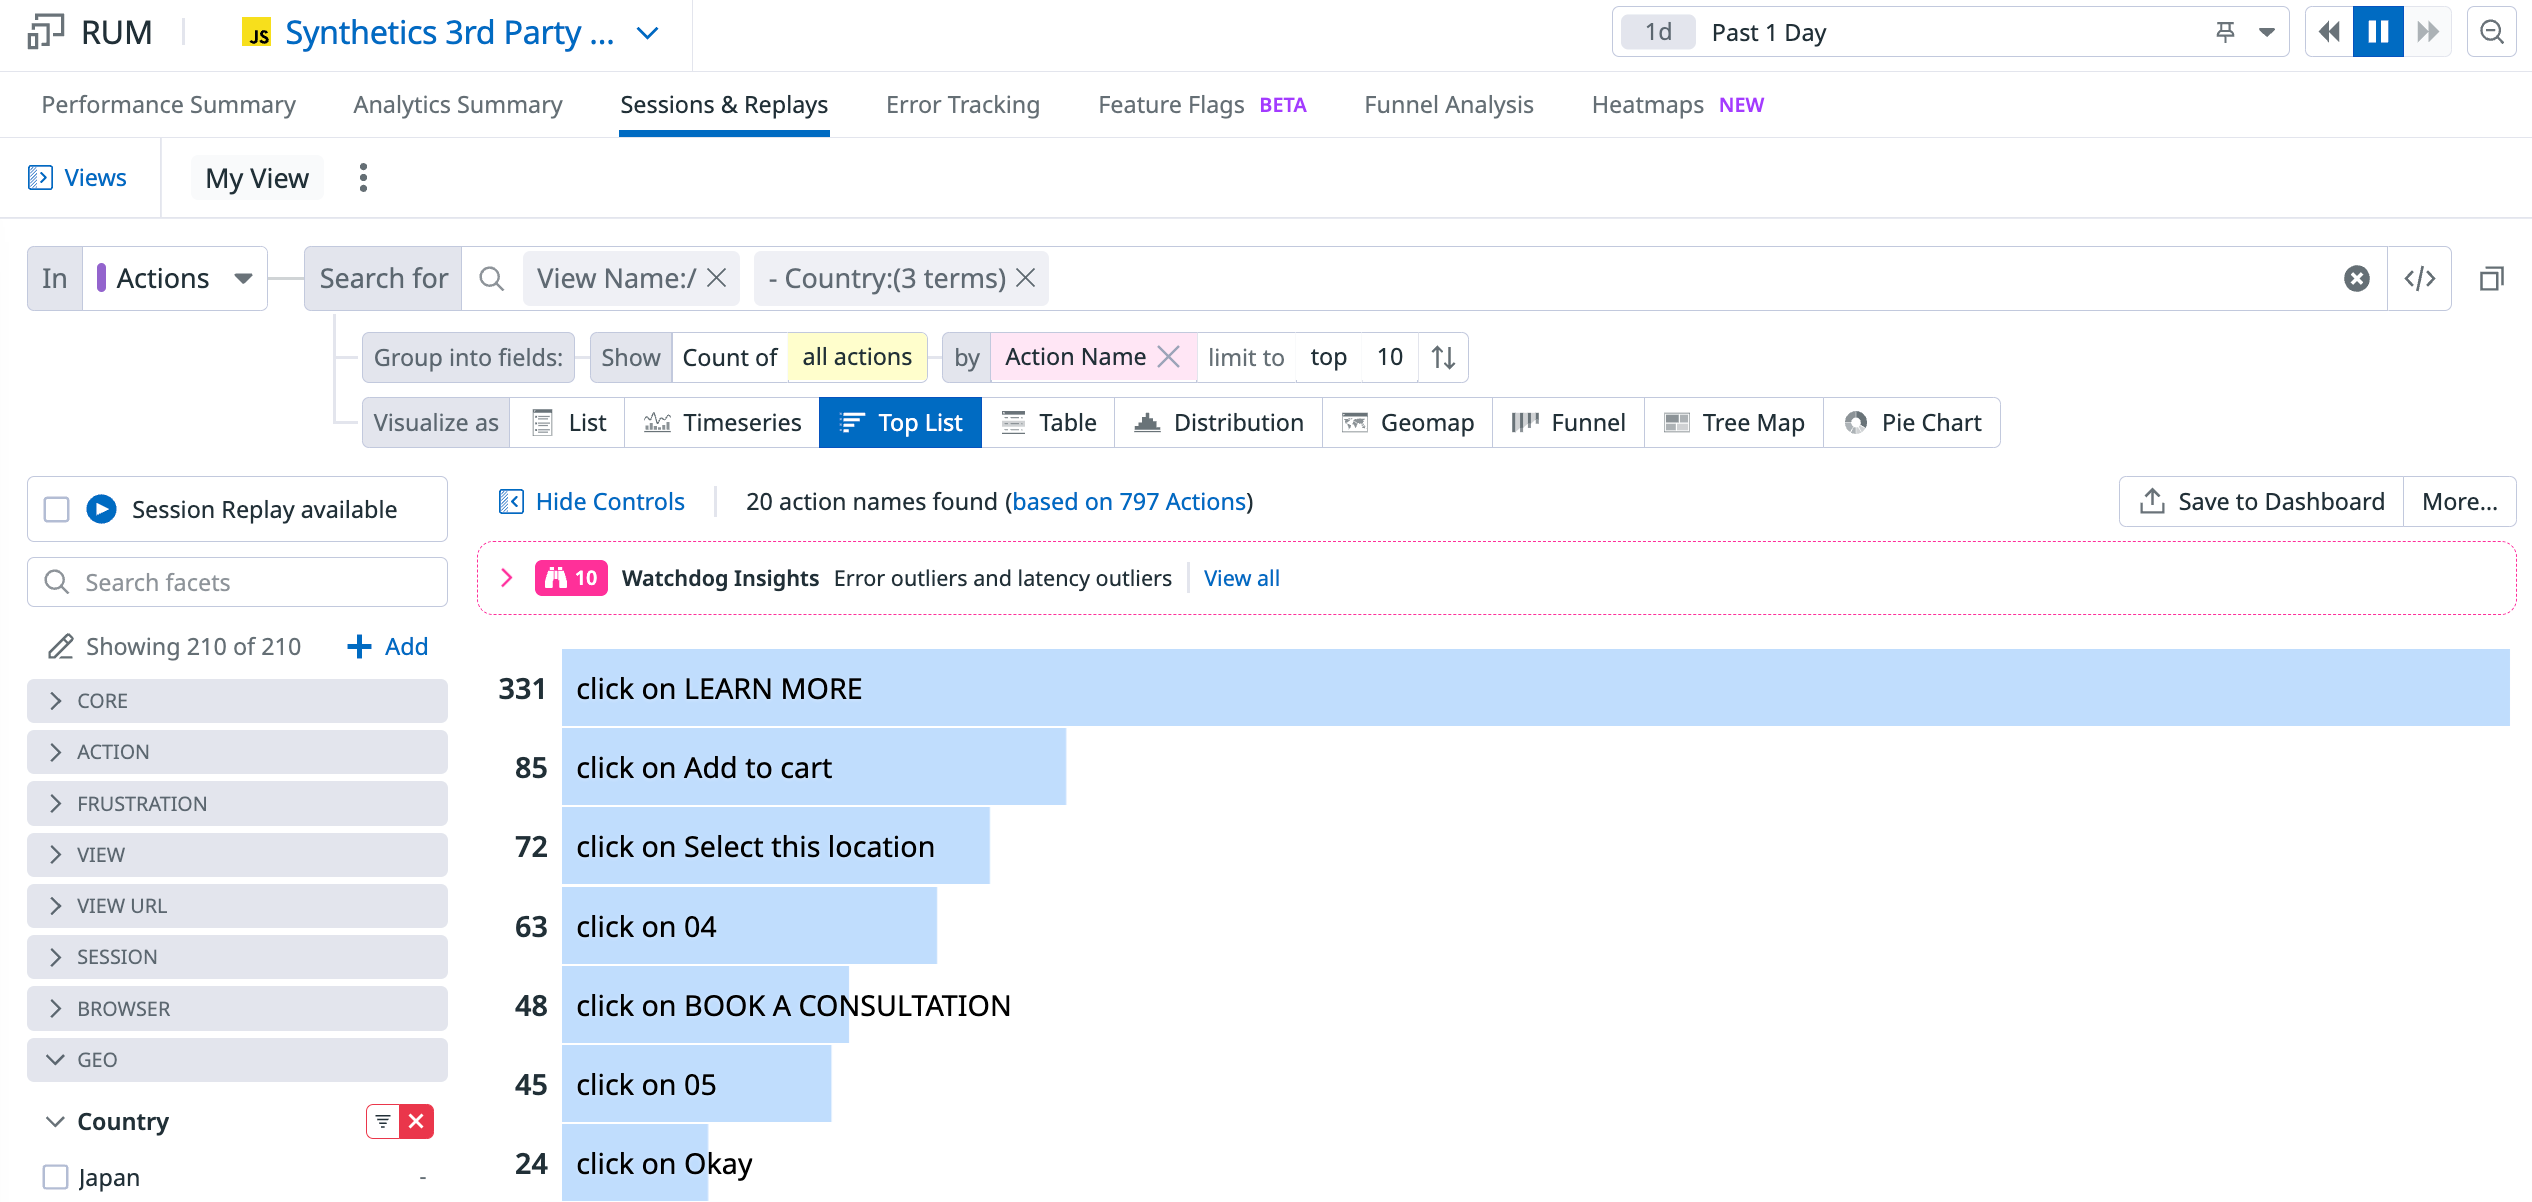 RUM
JS Synthetics 3rd Party ...
1d Past 1 Day
Performance Summary Analytics Summary Sessions & Replays Error Tracking Feature Flags BETA Funnel Analysis Heatmaps NEW
Views My View
In Actions Search for View Name:/ - Country:(3 terms) </>
Group into fields: Show Count of all actions by Action Name limit to top 10
Visualize as List Timeseries Top List Table Distribution Geomap Funnel Tree Map Pie Chart
Session Replay available
Hide Controls 20 action names found (based on 797 Actions) Save to Dashboard More...
Search facets
10 Watchdog Insights Error outliers and latency outliers View all
Showing 210 of 210 Add
CORE
ACTION
FRUSTRATION
VIEW
VIEW URL
SESSION
BROWSER
GEO
Country
Japan -
331 click on LEARN MORE
85 click on Add to cart
72 click on Select this location
63 click on 04
48 click on BOOK A CONSULTATION
45 click on 05
24 click on Okay